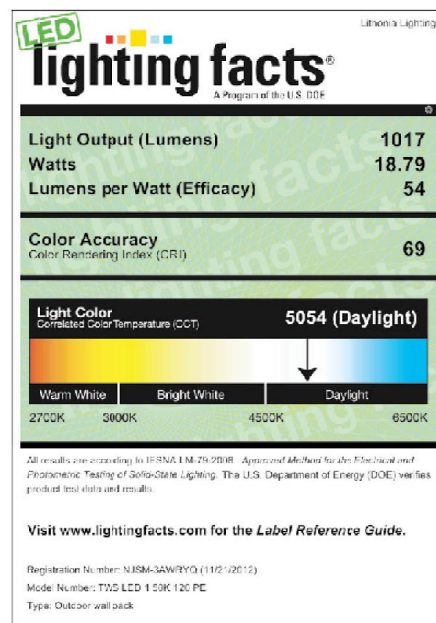 Lithonia Lighting
LED
lighting facts®
A Program of the U.S. DOE
Light Output (Lumens) 1017
Watts 18.79
Lumens per Watt (Efficacy) 54
Color Accuracy
Color Rendering Index (CRI) 69
Light Color
Correlated Color Temperature (CCT) 5054 (Daylight)
Warm White Bright White Daylight
2700K 3000K 4500K 6500K
All results are according to IESNA LM-79-2008: Approved Method for the Electrical and
Photometric Testing of Solid-State Lighting. The U.S. Department of Energy (DOE) verifies
product test data and results.
Visit www.lightingfacts.com for the Label Reference Guide.
Registration Number: NJSM-3AWRYQ (11/21/2012)
Model Number: TWS LED 1 50K 120 PE
Type: Outdoor wall pack